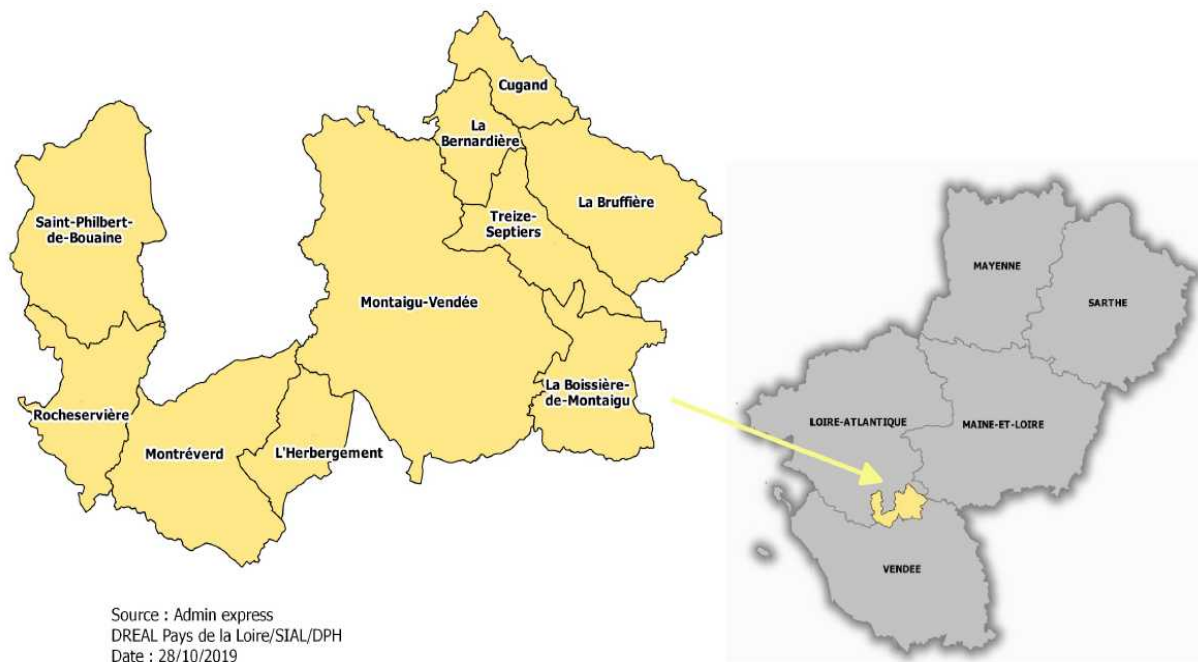 Cugand
La
Bernardière
La Bruffière
Treize-
Septiers
Saint-Philbert-
de-Bouaine
Montaigu-Vendée
La Boissière-
de-Montaigu
Rocheservière
Montréverd
L'Herbergement
MAYENNE
SARTHE
LOIRE-ATLANTIQUE
MAINE-ET-LOIRE
VENDEE
Source : Admin express
DREAL Pays de la Loire/SIAL/DPH
Date : 28/10/2019